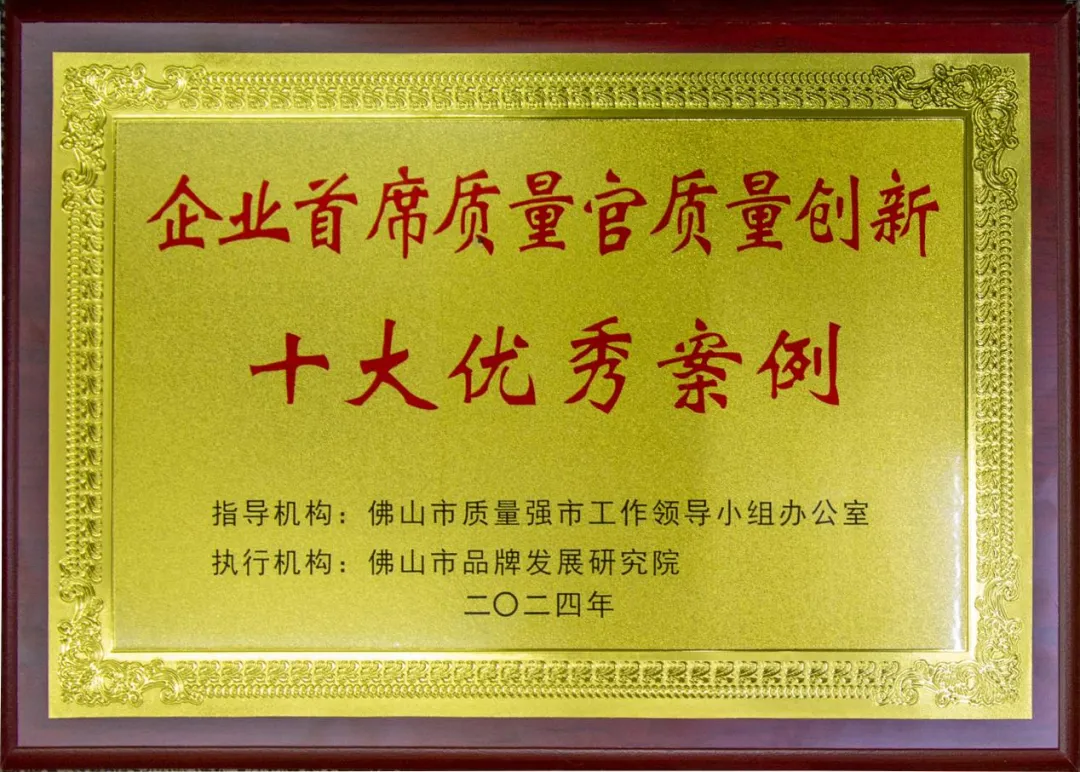 企业首席质量官质量创新
十大优秀案例
指导机构：佛山市质量强市工作领导小组办公室
执行机构：佛山市品牌发展研究院
二〇二四年